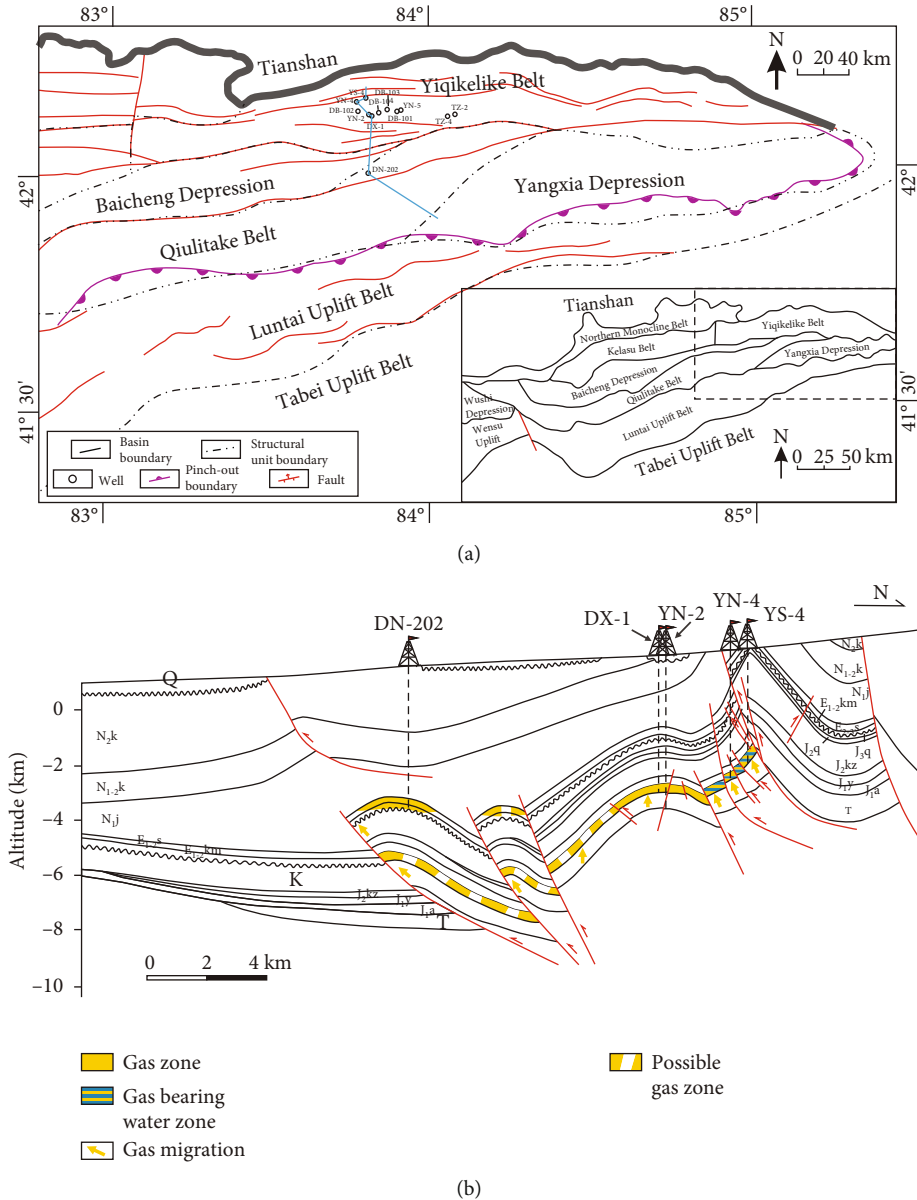 83°
84°
85°
Tianshan
N
0 20 40 km
Yiqikelike Belt
YS-4
DB-103
YN-4
DB-104
YN-5
TZ-2
DB-102
YN-2
DB-101
TZ-4
DX-1
DN-202
42°
42°
Baicheng Depression
Yangxia Depression
Qiulitake Belt
Luntai Uplift Belt
Tabei Uplift Belt
41° 30'
41° 30'
Tianshan
Northern Monocline Belt
Yiqikelike Belt
Kelasu Belt
Yangxia Depression
Baicheng Depression
Wushi
Depression
Qiulitake Belt
Wensu
Uplift
Luntai Uplift Belt
Tabei Uplift Belt
N
0 25 50 km
Basin
boundary
Structural
unit boundary
Well
Pinch-out
boundary
Fault
83°
84°
85°
(a)
N
DN-202
DX-1
YN-2
YN-4
YS-4
Q
N₂k
N₁₋₂k
N₁j
E₁₋₂km
J₂q
J₃q
J₂kz
J₁y
J₁a
T
N₂k
N₁₋₂k
N₁j
E₁₋₂s
E₁₋₂km
K
J₂kz
J₁y
J₁a
T
Altitude (km)
0
−2
−4
−6
−8
−10
0 2 4 km
Gas zone
Gas bearing
water zone
Gas migration
Possible
gas zone
(b)